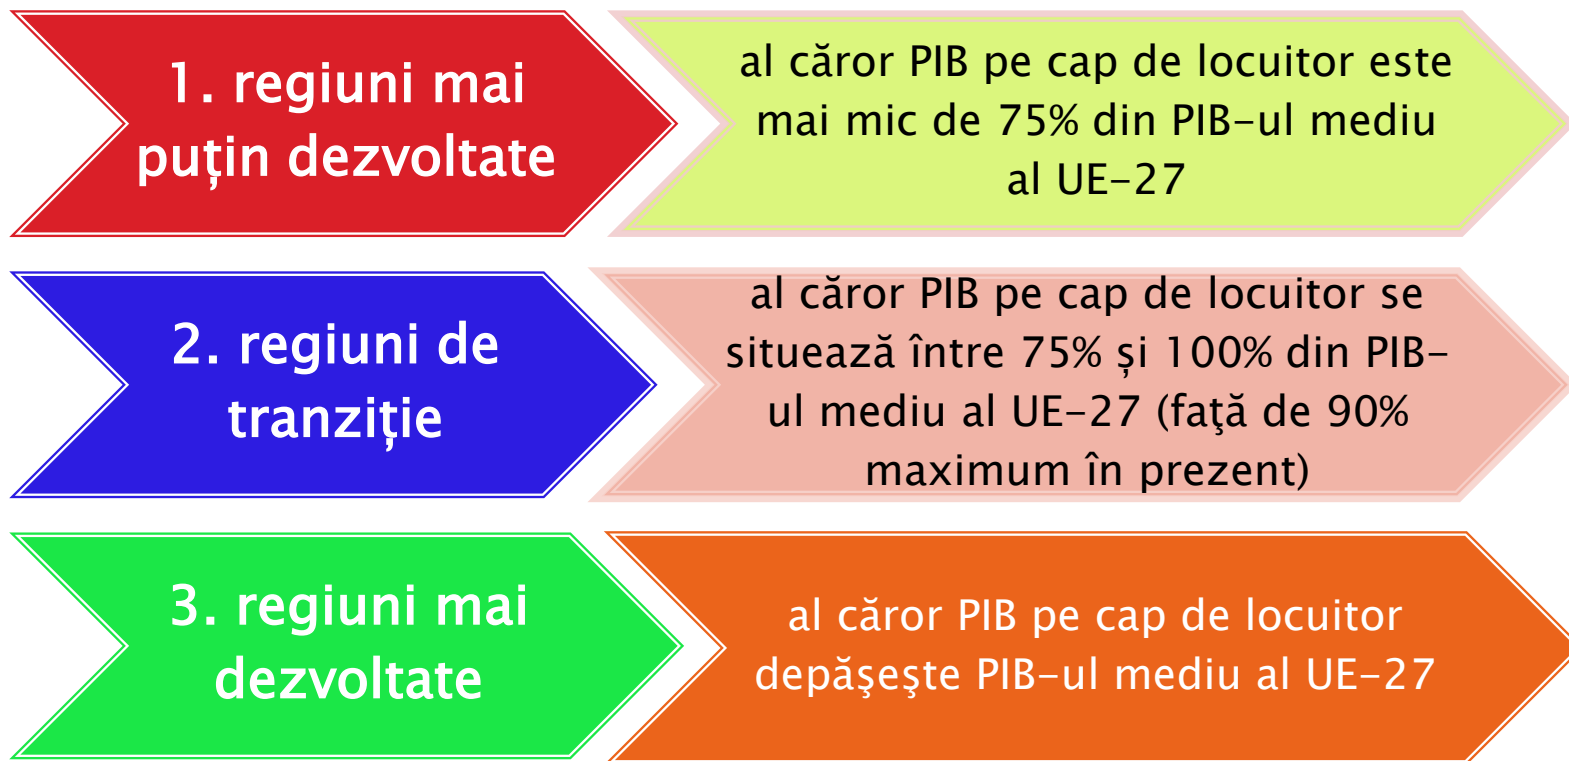 1. regiuni mai
puțin dezvoltate
al căror PIB pe cap de locuitor este
mai mic de 75% din PIB-ul mediu
al UE-27
2. regiuni de
tranziție
al căror PIB pe cap de locuitor se
situează între 75% și 100% din PIB-
ul mediu al UE-27 (faţă de 90%
maximum în prezent)
3. regiuni mai
dezvoltate
al căror PIB pe cap de locuitor
depăşeşte PIB-ul mediu al UE-27